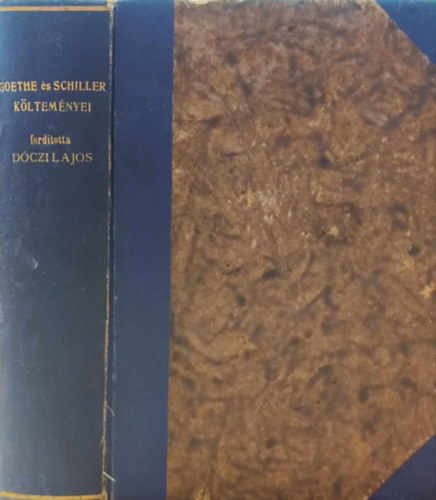 GOETHE és SCHILLER
KÖLTEMÉNYEI
fordította
DÓCZI LAJOS